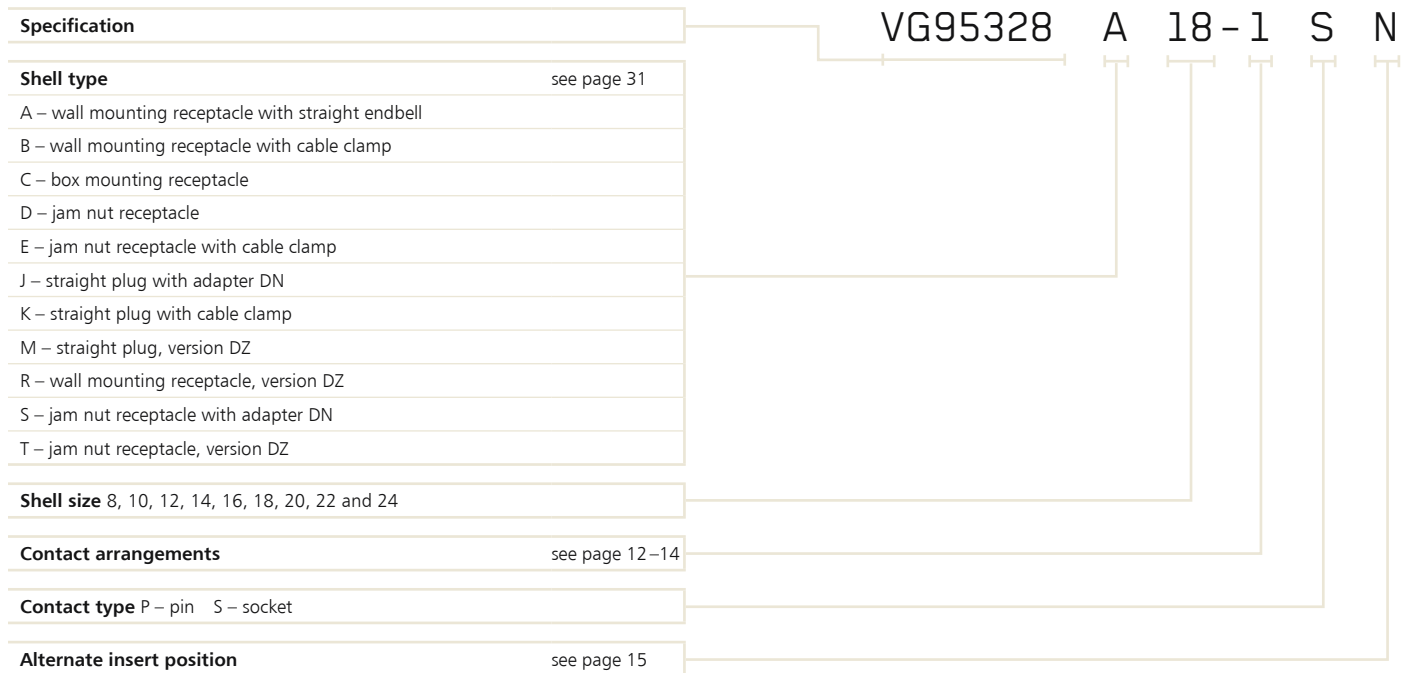 Specification VG95328 A 18-1 S N
Shell type see page 31
A – wall mounting receptacle with straight endbell
B – wall mounting receptacle with cable clamp
C – box mounting receptacle
D – jam nut receptacle
E – jam nut receptacle with cable clamp
J – straight plug with adapter DN
K – straight plug with cable clamp
M – straight plug, version DZ
R – wall mounting receptacle, version DZ
S – jam nut receptacle with adapter DN
T – jam nut receptacle, version DZ
Shell size 8, 10, 12, 14, 16, 18, 20, 22 and 24
Contact arrangements see page 12–14
Contact type P – pin S – socket
Alternate insert position see page 15